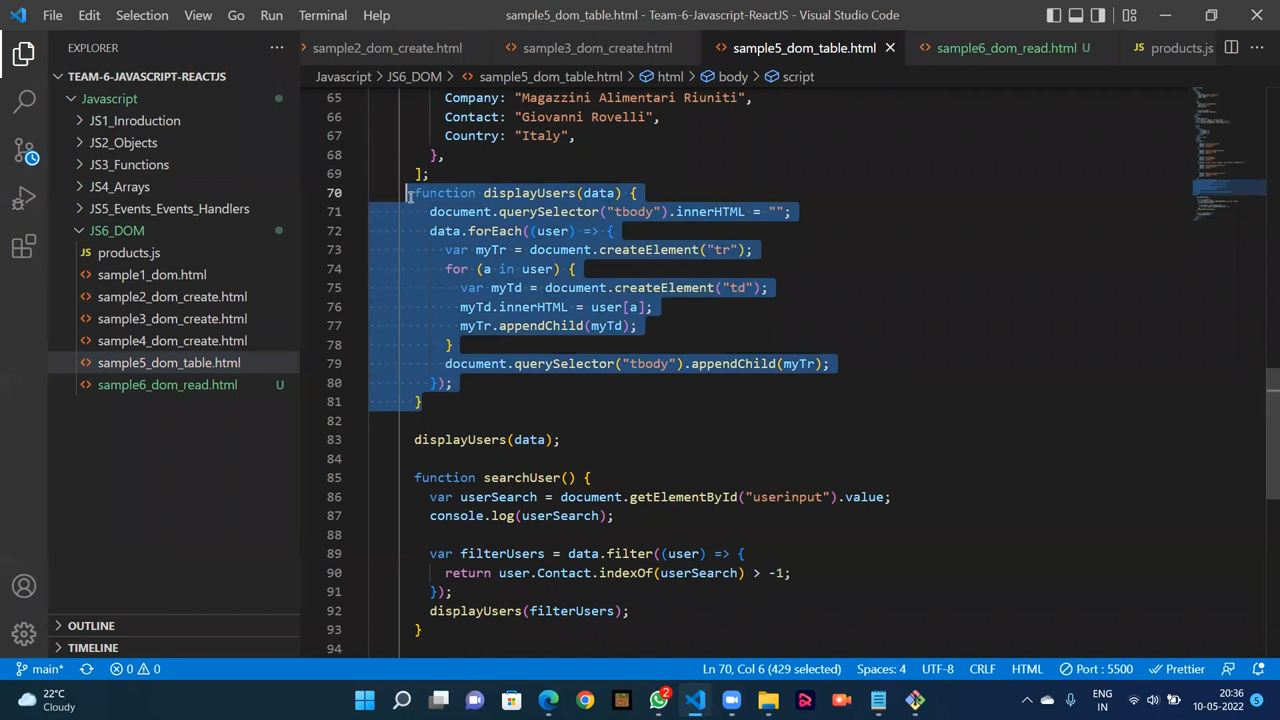 File Edit Selection View Go Run Terminal Help
sample5_dom_table.html - Team-6-Javascript-ReactJS - Visual Studio Code
EXPLORER
sample2_dom_create.html sample3_dom_create.html sample5_dom_table.html sample6_dom_read.html U products.js
Javascript > JS6_DOM > sample5_dom_table.html > html > body > script
TEAM-6-JAVASCRIPT-REACTJS
Javascript
JS1_Inroduction
JS2_Objects
JS3_Functions
JS4_Arrays
JS5_Events_Events_Handlers
JS6_DOM
products.js
sample1_dom.html
sample2_dom_create.html
sample3_dom_create.html
sample4_dom_create.html
sample5_dom_table.html
sample6_dom_read.html U
OUTLINE
TIMELINE
65 Company: "Magazzini Alimentari Riuniti",
66 Contact: "Giovanni Rovelli",
67 Country: "Italy",
68 },
69 ];
70 function displayUsers(data) {
71 document.querySelector("tbody").innerHTML = "";
72 data.forEach((user) => {
73 var myTr = document.createElement("tr");
74 for (a in user) {
75 var myTd = document.createElement("td");
76 myTd.innerHTML = user[a];
77 myTr.appendChild(myTd);
78 }
79 document.querySelector("tbody").appendChild(myTr);
80 });
81 }
82
83 displayUsers(data);
84
85 function searchUser() {
86 var userSearch = document.getElementById("userinput").value;
87 console.log(userSearch);
88
89 var filterUsers = data.filter((user) => {
90 return user.Contact.indexOf(userSearch) > -1;
91 });
92 displayUsers(filterUsers);
93 }
94
main* 0 0 Ln 70, Col 6 (429 selected) Spaces: 4 UTF-8 CRLF HTML Port : 5500 Prettier
22°C
Cloudy
2
ENG
IN
20:36
10-05-2022
5